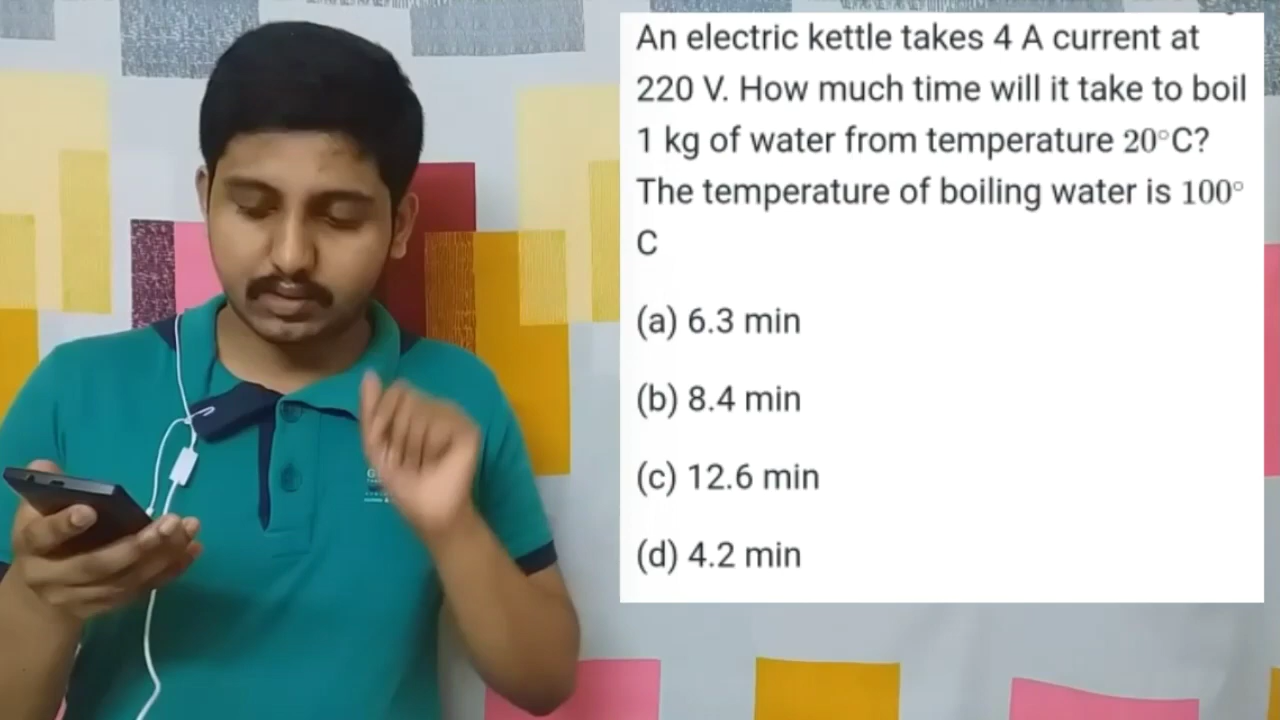 An electric kettle takes 4 A current at
220 V. How much time will it take to boil
1 kg of water from temperature 20°C?
The temperature of boiling water is 100°
C
(a) 6.3 min
(b) 8.4 min
(c) 12.6 min
(d) 4.2 min